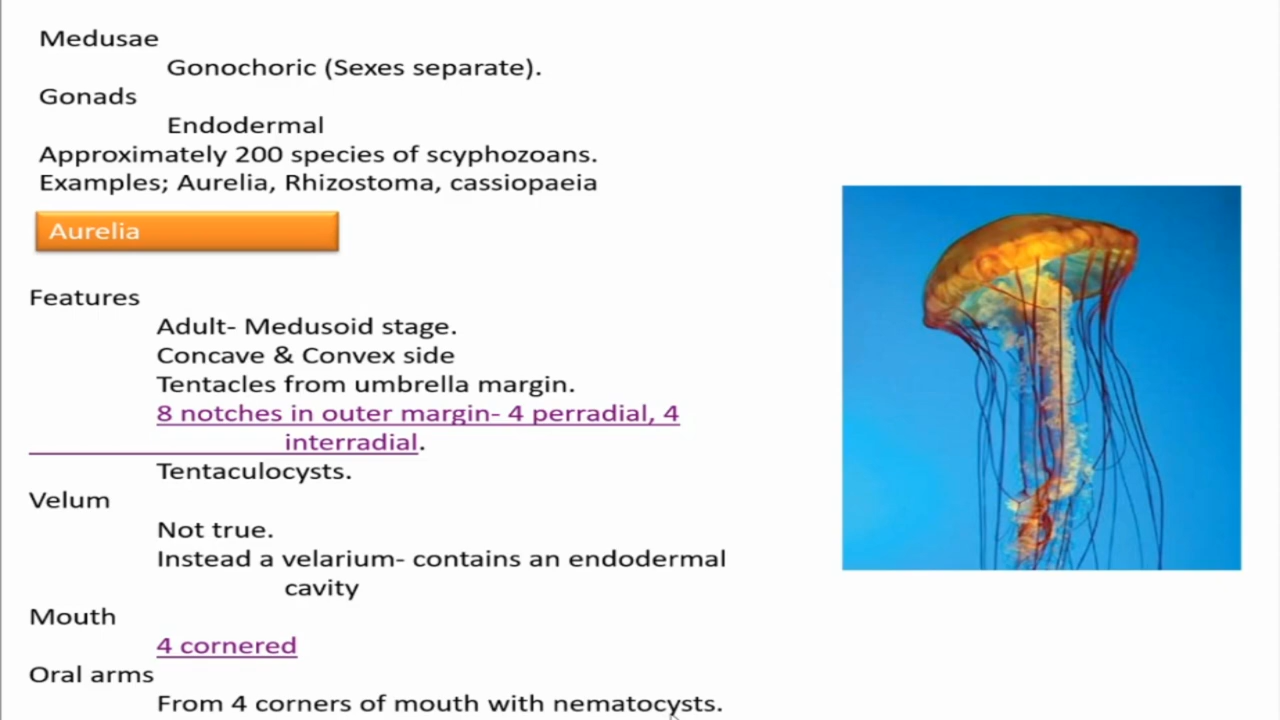 Medusae
Gonochoric (Sexes separate).
Gonads
Endodermal
Approximately 200 species of scyphozoans.
Examples; Aurelia, Rhizostoma, cassiopaeia
Aurelia
Features
Adult- Medusoid stage.
Concave & Convex side
Tentacles from umbrella margin.
8 notches in outer margin- 4 perradial, 4
interradial.
Tentaculocysts.
Velum
Not true.
Instead a velarium- contains an endodermal
cavity
Mouth
4 cornered
Oral arms
From 4 corners of mouth with nematocysts.